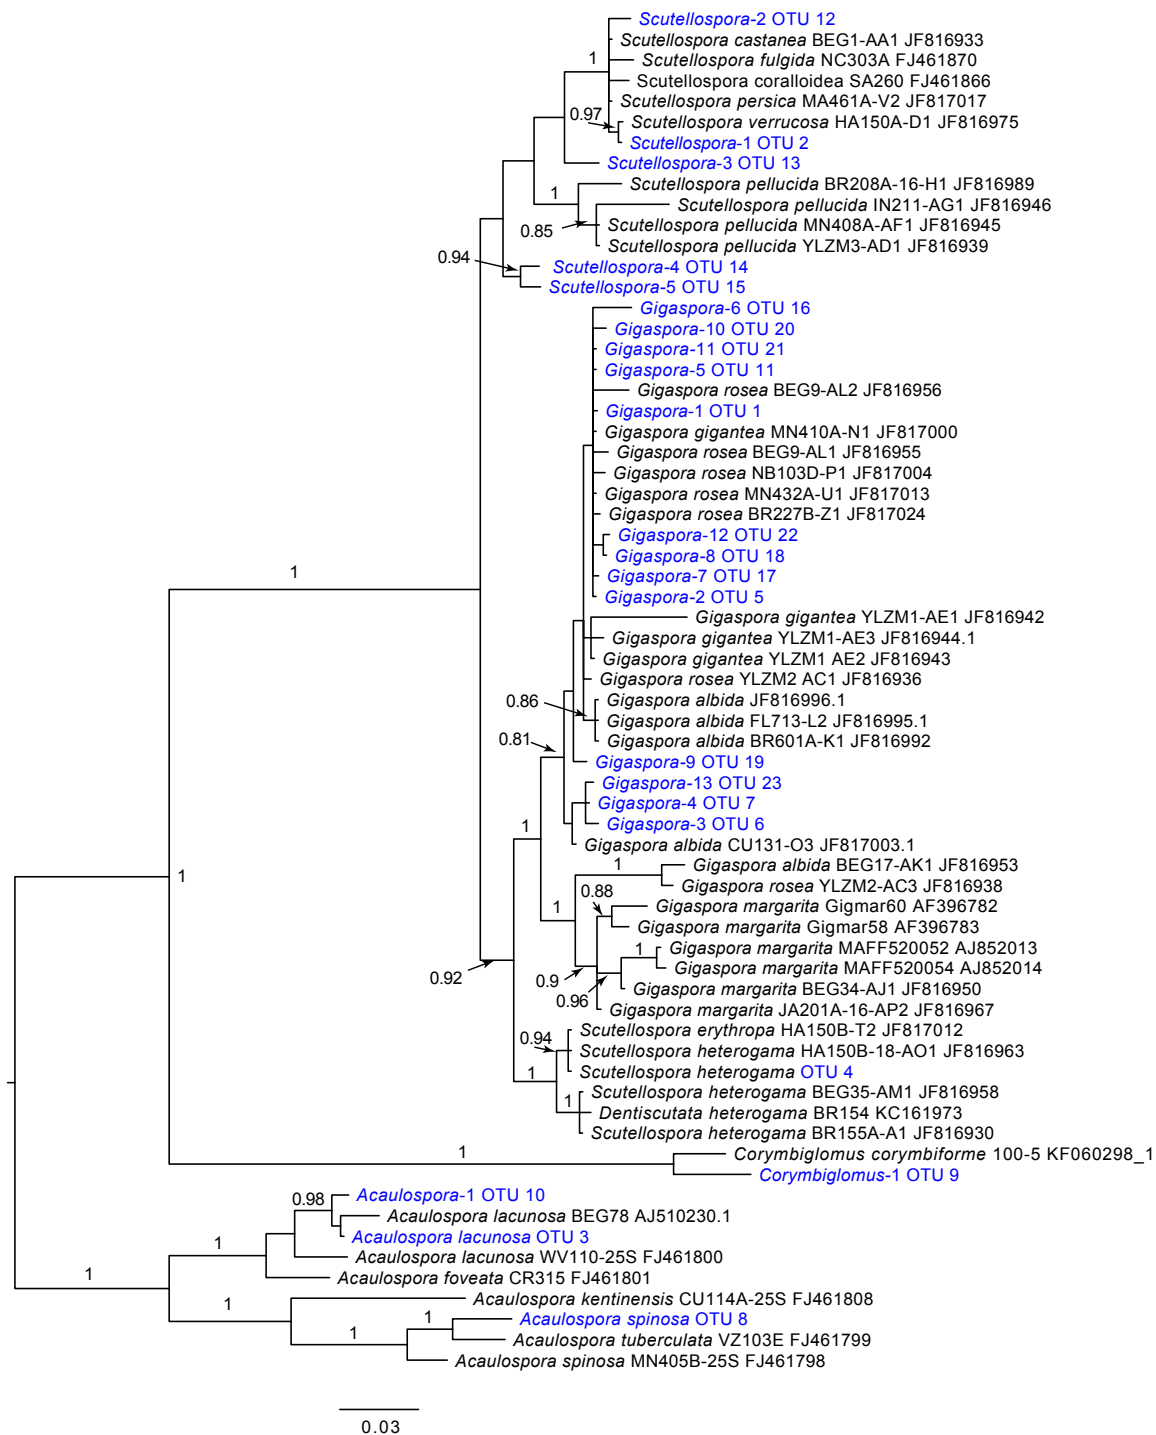 Scutellospora-2 OTU 12
Scutellospora castanea BEG1-AA1 JF816933
1
Scutellospora fulgida NC303A FJ461870
Scutellospora coralloidea SA260 FJ461866
Scutellospora persica MA461A-V2 JF817017
0.97
Scutellospora verrucosa HA150A-D1 JF816975
Scutellospora-1 OTU 2
Scutellospora-3 OTU 13
Scutellospora pellucida BR208A-16-H1 JF816989
1
Scutellospora pellucida IN211-AG1 JF816946
Scutellospora pellucida MN408A-AF1 JF816945
0.85
Scutellospora pellucida YLZM3-AD1 JF816939
0.94
Scutellospora-4 OTU 14
Scutellospora-5 OTU 15
Gigaspora-6 OTU 16
Gigaspora-10 OTU 20
Gigaspora-11 OTU 21
Gigaspora-5 OTU 11
Gigaspora rosea BEG9-AL2 JF816956
Gigaspora-1 OTU 1
Gigaspora gigantea MN410A-N1 JF817000
Gigaspora rosea BEG9-AL1 JF816955
Gigaspora rosea NB103D-P1 JF817004
Gigaspora rosea MN432A-U1 JF817013
Gigaspora rosea BR227B-Z1 JF817024
Gigaspora-12 OTU 22
Gigaspora-8 OTU 18
1
Gigaspora-7 OTU 17
Gigaspora-2 OTU 5
Gigaspora gigantea YLZM1-AE1 JF816942
Gigaspora gigantea YLZM1-AE3 JF816944.1
Gigaspora gigantea YLZM1 AE2 JF816943
Gigaspora rosea YLZM2 AC1 JF816936
0.86
Gigaspora albida JF816996.1
Gigaspora albida FL713-L2 JF816995.1
0.81
Gigaspora albida BR601A-K1 JF816992
Gigaspora-9 OTU 19
Gigaspora-13 OTU 23
Gigaspora-4 OTU 7
1
Gigaspora-3 OTU 6
Gigaspora albida CU131-O3 JF817003.1
1
Gigaspora albida BEG17-AK1 JF816953
1
Gigaspora rosea YLZM2-AC3 JF816938
0.88
1
Gigaspora margarita Gigmar60 AF396782
Gigaspora margarita Gigmar58 AF396783
1
Gigaspora margarita MAFF520052 AJ852013
Gigaspora margarita MAFF520054 AJ852014
0.92
0.9
Gigaspora margarita BEG34-AJ1 JF816950
0.96
Gigaspora margarita JA201A-16-AP2 JF816967
Scutellospora erythropa HA150B-T2 JF817012
0.94
Scutellospora heterogama HA150B-18-AO1 JF816963
1
Scutellospora heterogama OTU 4
Scutellospora heterogama BEG35-AM1 JF816958
1
Dentiscutata heterogama BR154 KC161973
Scutellospora heterogama BR155A-A1 JF816930
1
Corymbiglomus corymbiforme 100-5 KF060298_1
Corymbiglomus-1 OTU 9
0.98
Acaulospora-1 OTU 10
Acaulospora lacunosa BEG78 AJ510230.1
1
Acaulospora lacunosa OTU 3
Acaulospora lacunosa WV110-25S FJ461800
1
Acaulospora foveata CR315 FJ461801
1
Acaulospora kentinensis CU114A-25S FJ461808
1
Acaulospora spinosa OTU 8
1
Acaulospora tuberculata VZ103E FJ461799
Acaulospora spinosa MN405B-25S FJ461798
0.03